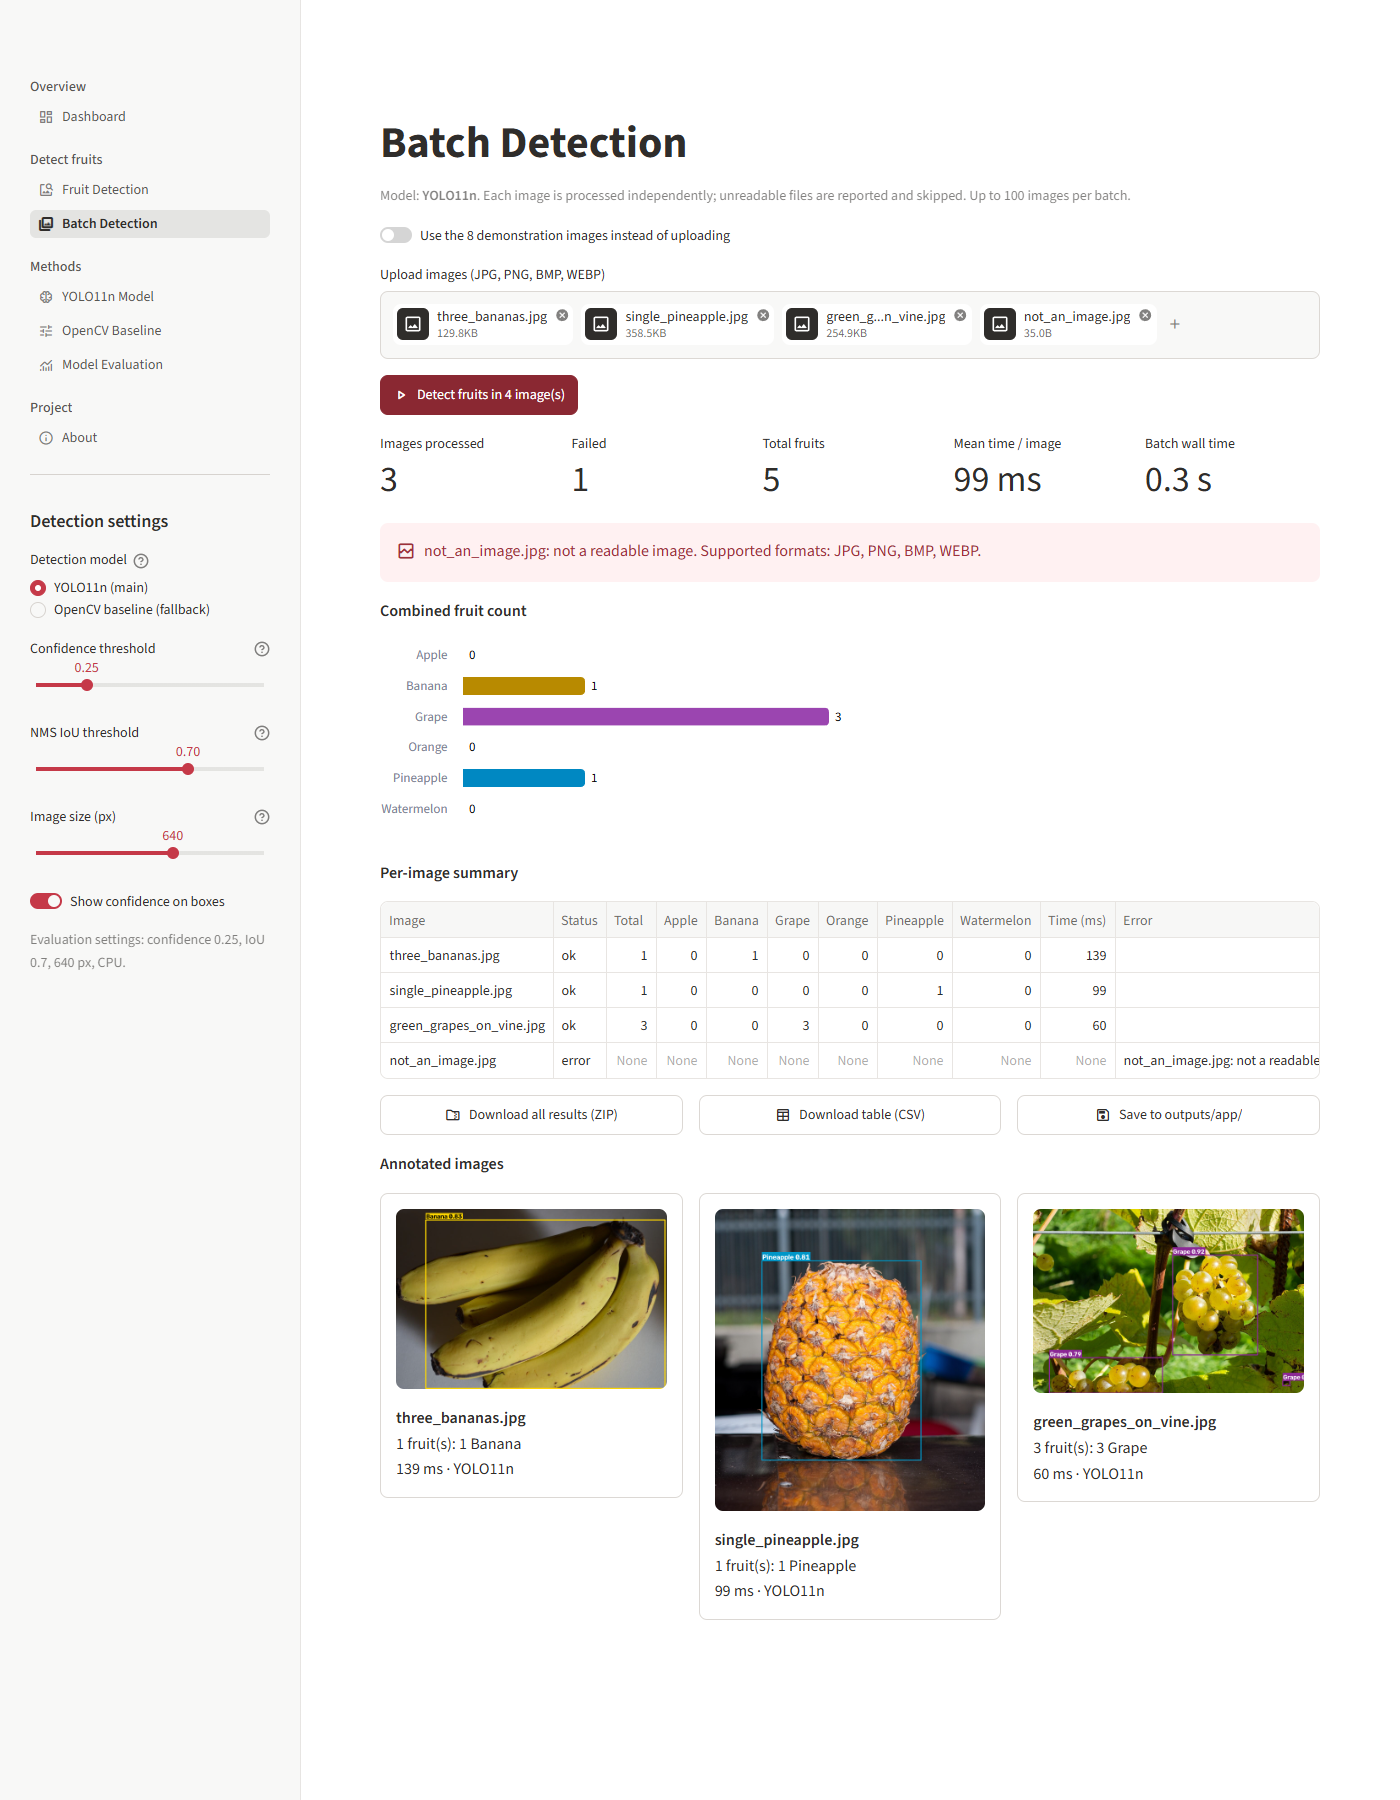 Overview
Dashboard
Detect fruits
Fruit Detection
Batch Detection
Methods
YOLO11n Model
OpenCV Baseline
Model Evaluation
Project
About
Detection settings
Detection model
YOLO11n (main)
OpenCV baseline (fallback)
Confidence threshold
0.25
NMS IoU threshold
0.70
Image size (px)
640
Show confidence on boxes
Evaluation settings: confidence 0.25, IoU
0.7, 640 px, CPU.
Batch Detection
Model: YOLO11n. Each image is processed independently; unreadable files are reported and skipped. Up to 100 images per batch.
Use the 8 demonstration images instead of uploading
Upload images (JPG, PNG, BMP, WEBP)
three_bananas.jpg
129.8KB
single_pineapple.jpg
358.5KB
green_g...n_vine.jpg
254.9KB
not_an_image.jpg
35.0B
Detect fruits in 4 image(s)
Images processed Failed Total fruits Mean time / image Batch wall time
3 1 5 99 ms 0.3 s
not_an_image.jpg: not a readable image. Supported formats: JPG, PNG, BMP, WEBP.
Combined fruit count
Apple 0
Banana 1
Grape 3
Orange 0
Pineapple 1
Watermelon 0
Per-image summary
Image Status Total Apple Banana Grape Orange Pineapple Watermelon Time (ms) Error
three_bananas.jpg ok 1 0 1 0 0 0 0 139
single_pineapple.jpg ok 1 0 0 0 0 1 0 99
green_grapes_on_vine.jpg ok 3 0 0 3 0 0 0 60
not_an_image.jpg error None None None None None None None None not_an_image.jpg: not a readable
Download all results (ZIP)
Download table (CSV)
Save to outputs/app/
Annotated images
Banana 0.83
three_bananas.jpg
1 fruit(s): 1 Banana
139 ms · YOLO11n
Pineapple 0.81
single_pineapple.jpg
1 fruit(s): 1 Pineapple
99 ms · YOLO11n
Grape 0.92
Grape 0.79
Grape
green_grapes_on_vine.jpg
3 fruit(s): 3 Grape
60 ms · YOLO11n